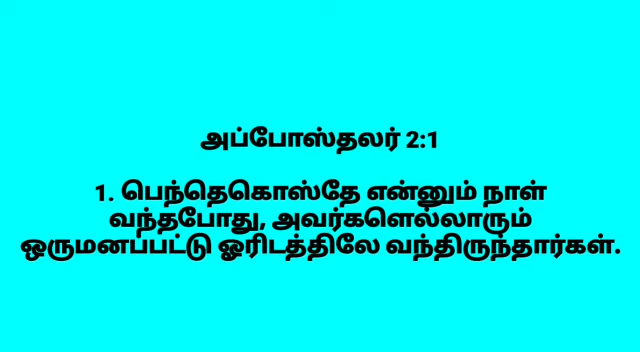 அப்போஸ்தலர் 2:1
1. பெந்தெகொஸ்தே என்னும் நாள்
வந்தபோது, அவர்களெல்லாரும்
ஒருமனப்பட்டு ஓரிடத்திலே வந்திருந்தார்கள்.